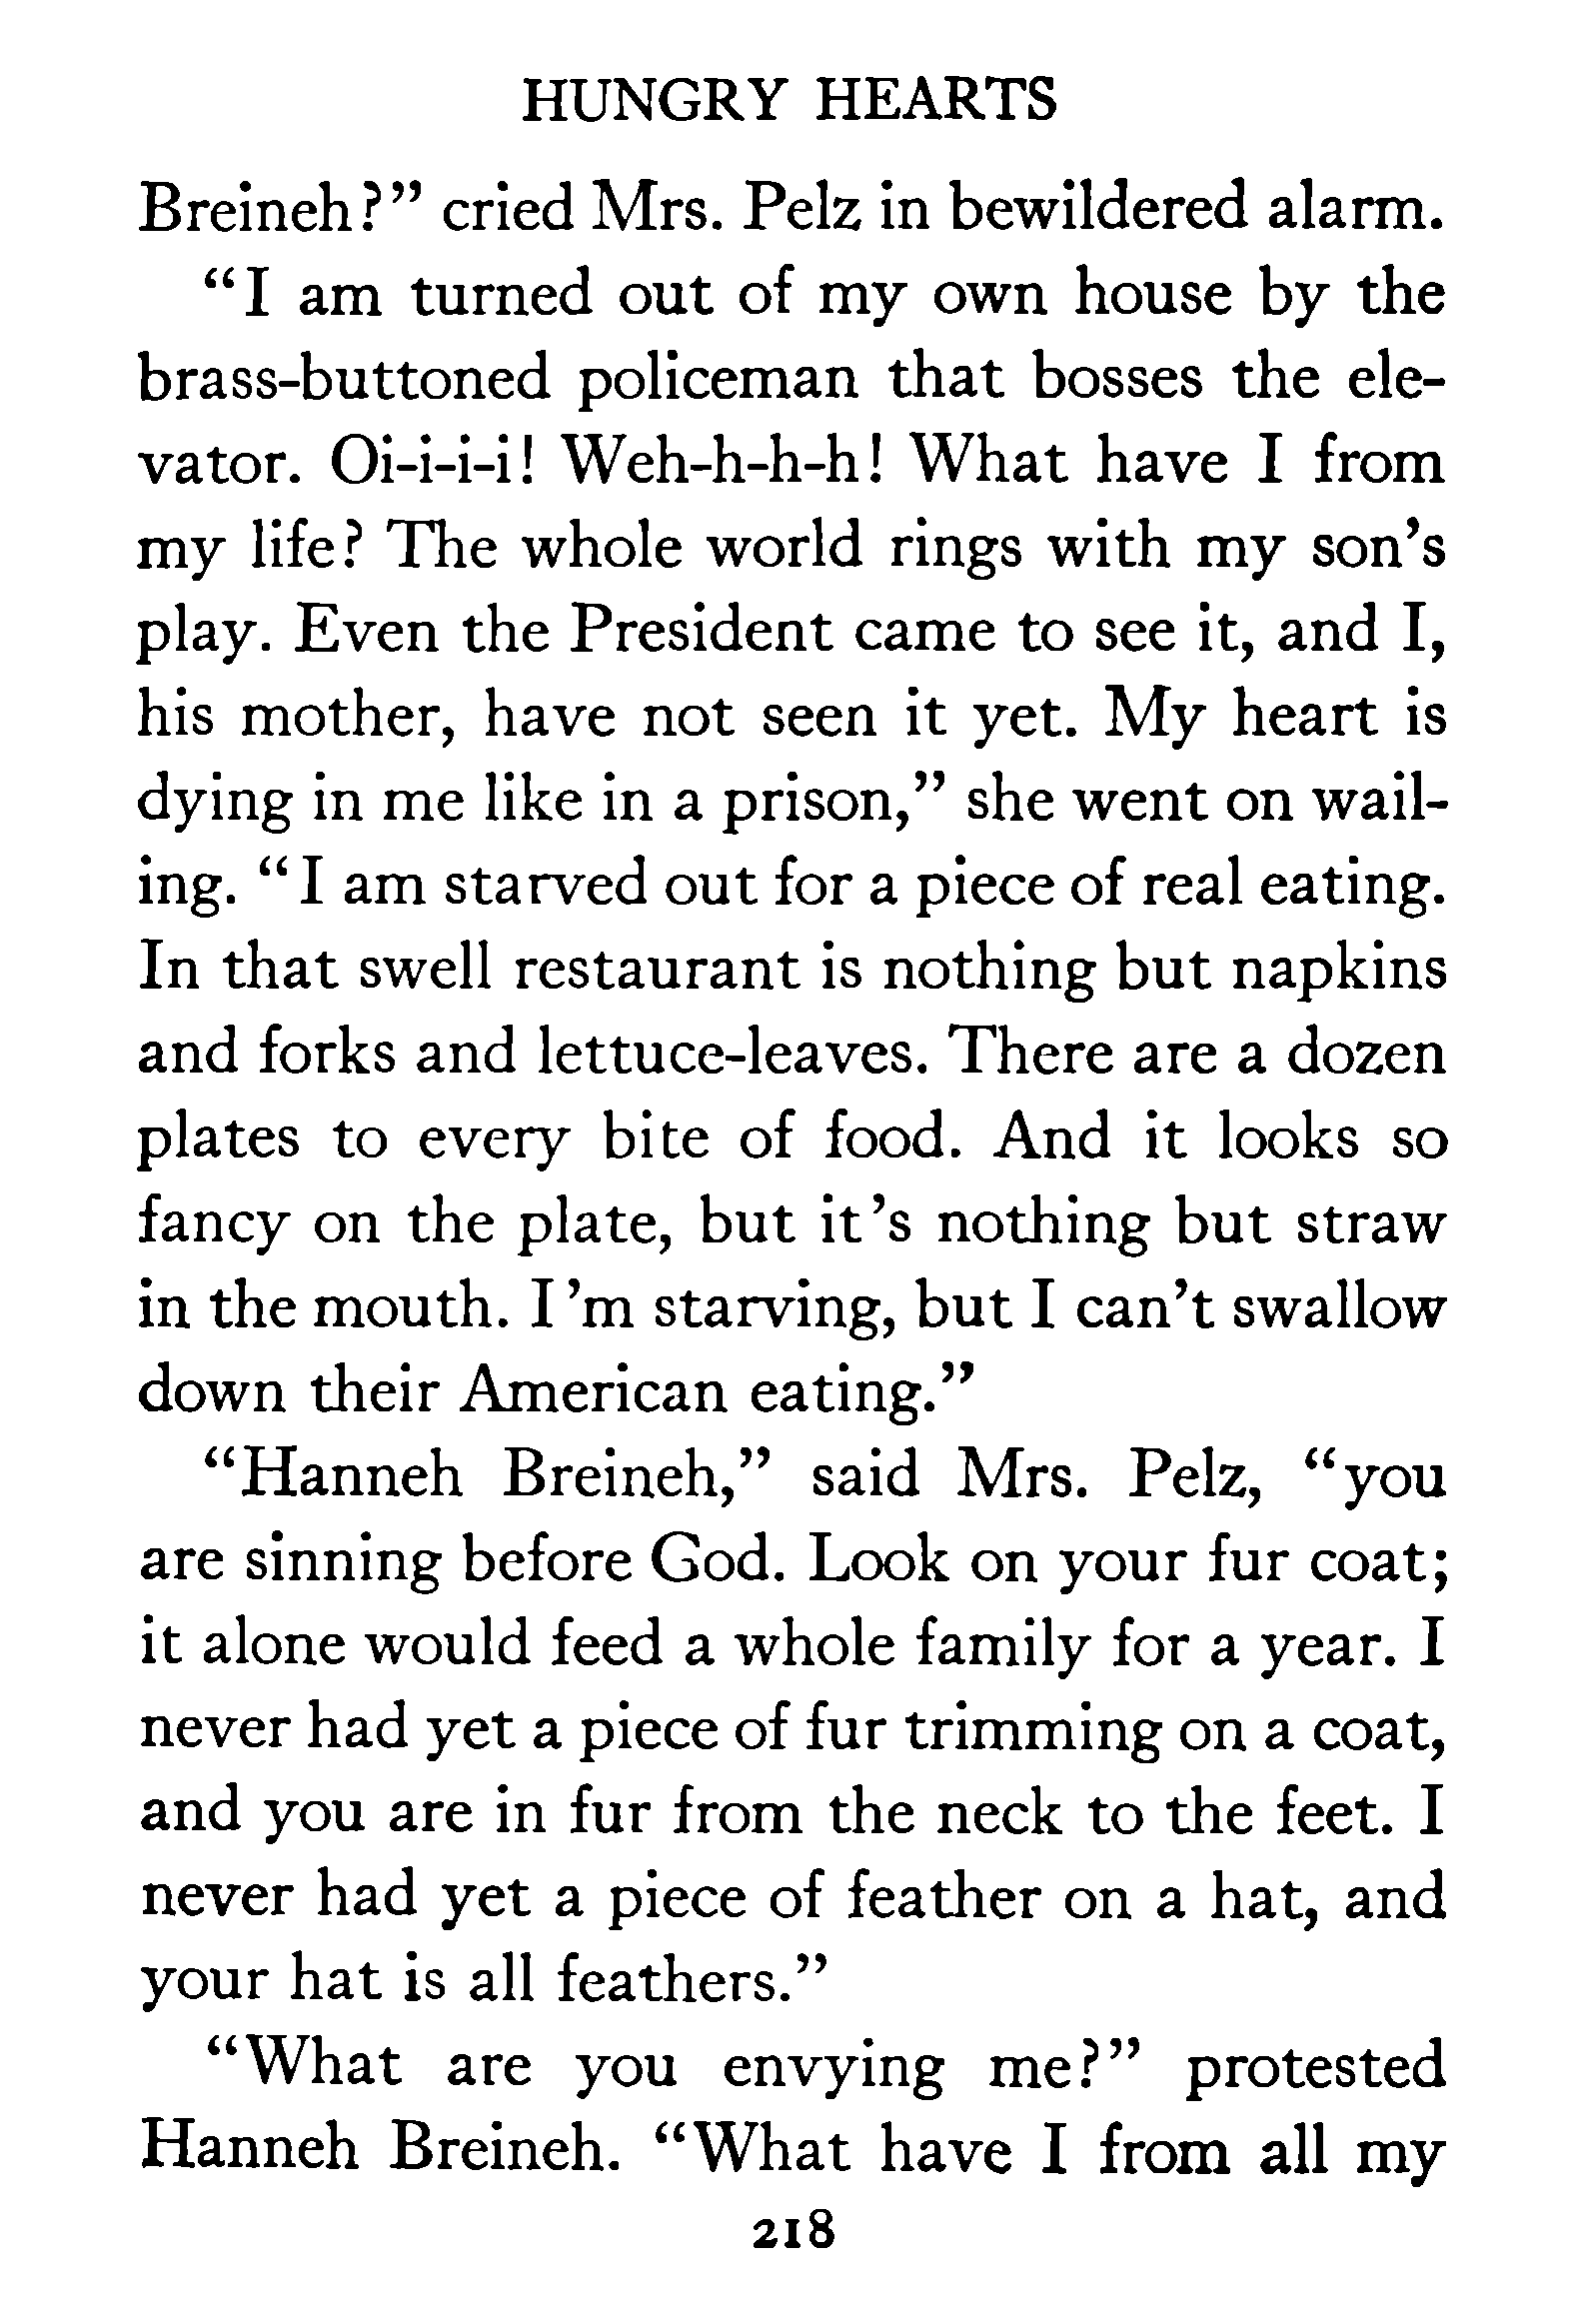 HUNGRY HEARTS
Breineh?” cried Mrs. Pelz in bewildered alarm.
“I am turned out of my own house by the
brass-buttoned policeman that bosses the ele-
vator. Oi-i-i-i! Weh-h-h-h! What have I from
my life? The whole world rings with my son’s
play. Even the President came to see it, and I,
his mother, have not seen it yet. My heart is
dying in me like in a prison,” she went on wail-
ing. “I am starved out for a piece of real eating.
In that swell restaurant is nothing but napkins
and forks and lettuce-leaves. There are a dozen
plates to every bite of food. And it looks so
fancy on the plate, but it’s nothing but straw
in the mouth. I’m starving, but I can’t swallow
down their American eating.”
“Hanneh Breineh,” said Mrs. Pelz, “you
are sinning before God. Look on your fur coat;
it alone would feed a whole family for a year. I
never had yet a piece of fur trimming on a coat,
and you are in fur from the neck to the feet. I
never had yet a piece of feather on a hat, and
your hat is all feathers.”
“What are you envying me?” protested
Hanneh Breineh. “What have I from all my
218